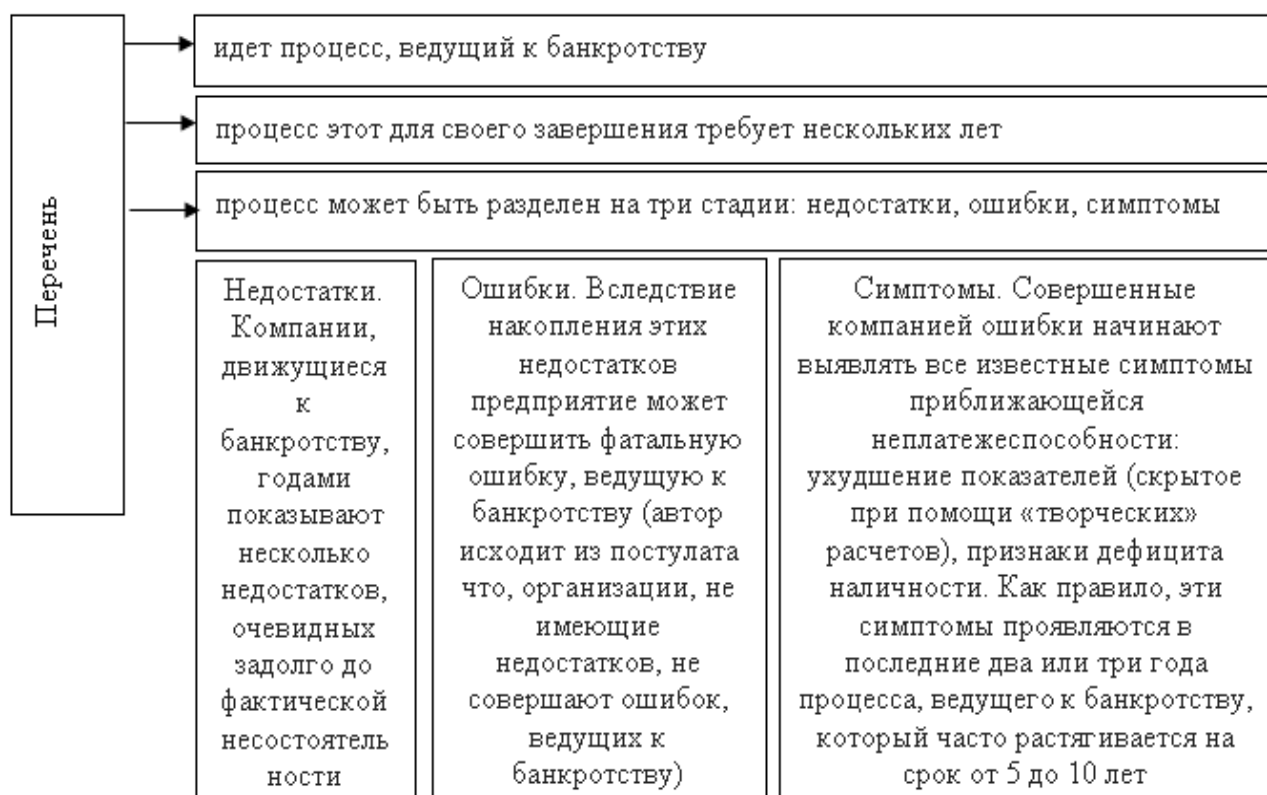 Перечень
идет процесс, ведущий к банкротству
процесс этот для своего завершения требует нескольких лет
процесс может быть разделен на три стадии: недостатки, ошибки, симптомы
Недостатки.
Компании,
движущиеся
к
банкротству,
годами
показывают
несколько
недостатков,
очевидных
задолго до
фактической
несостоятель
ности
Ошибки. Вследствие
накопления этих
недостатков
предприятие может
совершить фатальную
ошибку, ведущую к
банкротству (автор
исходит из постулата
что, организации, не
имеющие
недостатков, не
совершают ошибок,
ведущих к
банкротству)
Симптомы. Совершенные
компанией ошибки начинают
выявлять все известные симптомы
приближающейся
неплатежеспособности:
ухудшение показателей (скрытое
при помощи «творческих»
расчетов), признаки дефицита
наличности. Как правило, эти
симптомы проявляются в
последние два или три года
процесса, ведущего к банкротству,
который часто растягивается на
срок от 5 до 10 лет